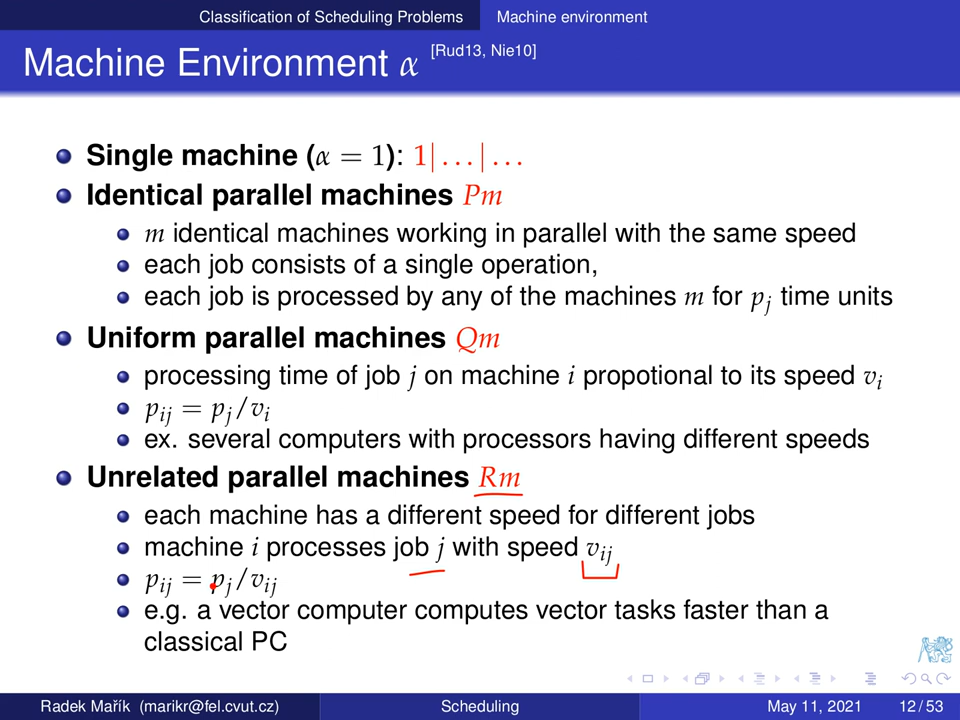 Classification of Scheduling Problems Machine environment
Machine Environment α [Rud13, Nie10]
Single machine (α = 1): 1| . . . | . . .
Identical parallel machines Pm
m identical machines working in parallel with the same speed
each job consists of a single operation,
each job is processed by any of the machines m for pj time units
Uniform parallel machines Qm
processing time of job j on machine i propotional to its speed vi
pij = pj/vi
ex. several computers with processors having different speeds
Unrelated parallel machines Rm
each machine has a different speed for different jobs
machine i processes job j with speed vij
pij = pj/vij
e.g. a vector computer computes vector tasks faster than a
classical PC
Radek Mařík (marikr@fel.cvut.cz) Scheduling May 11, 2021 12 / 53